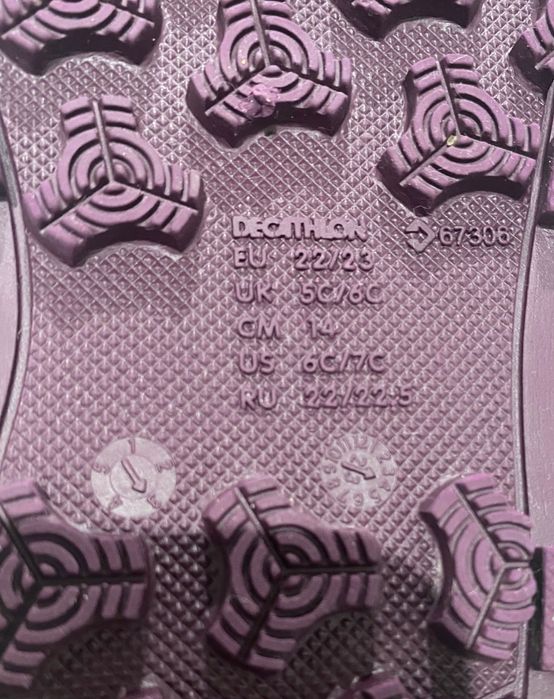 DECATHLON 67306
EU 22/23
UK 5C/6C
CM 14
US 6C/7C
RU 22/22.5